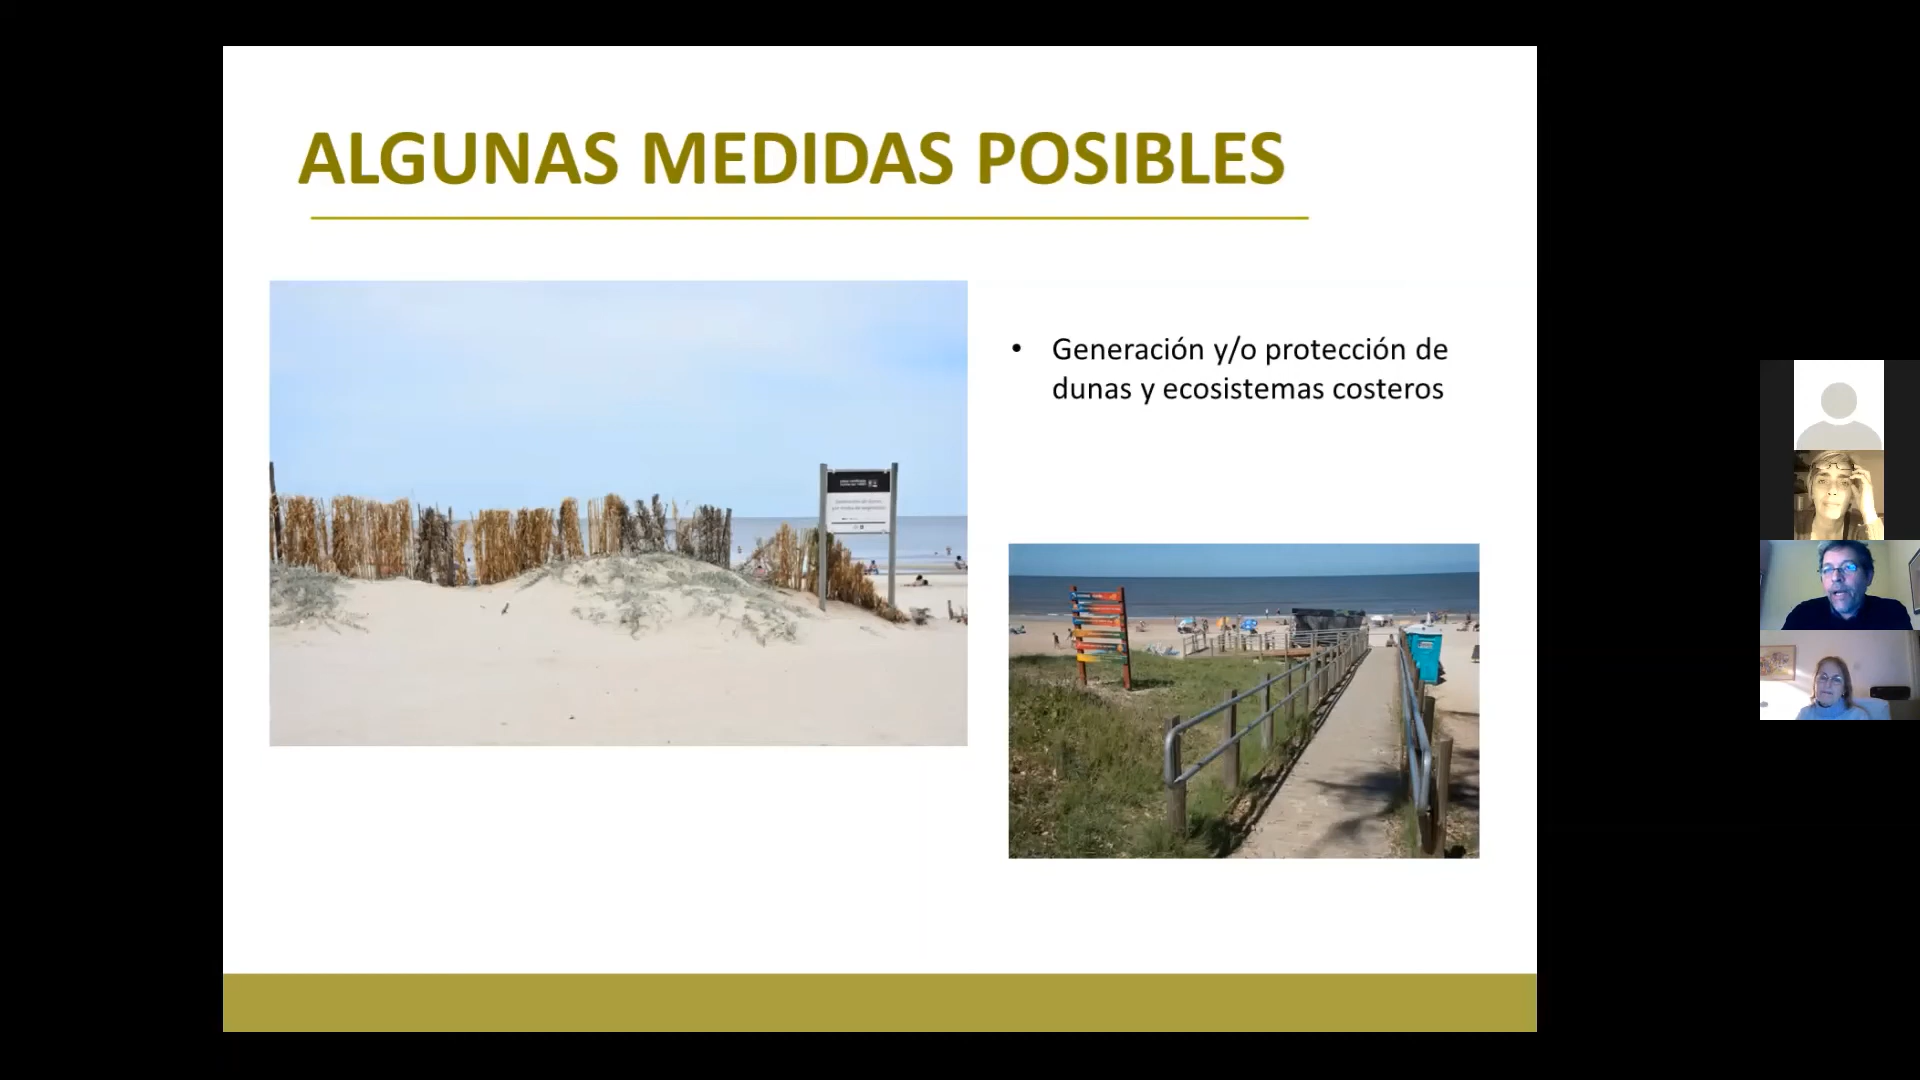 ALGUNAS MEDIDAS POSIBLES
• Generación y/o protección de
dunas y ecosistemas costeros